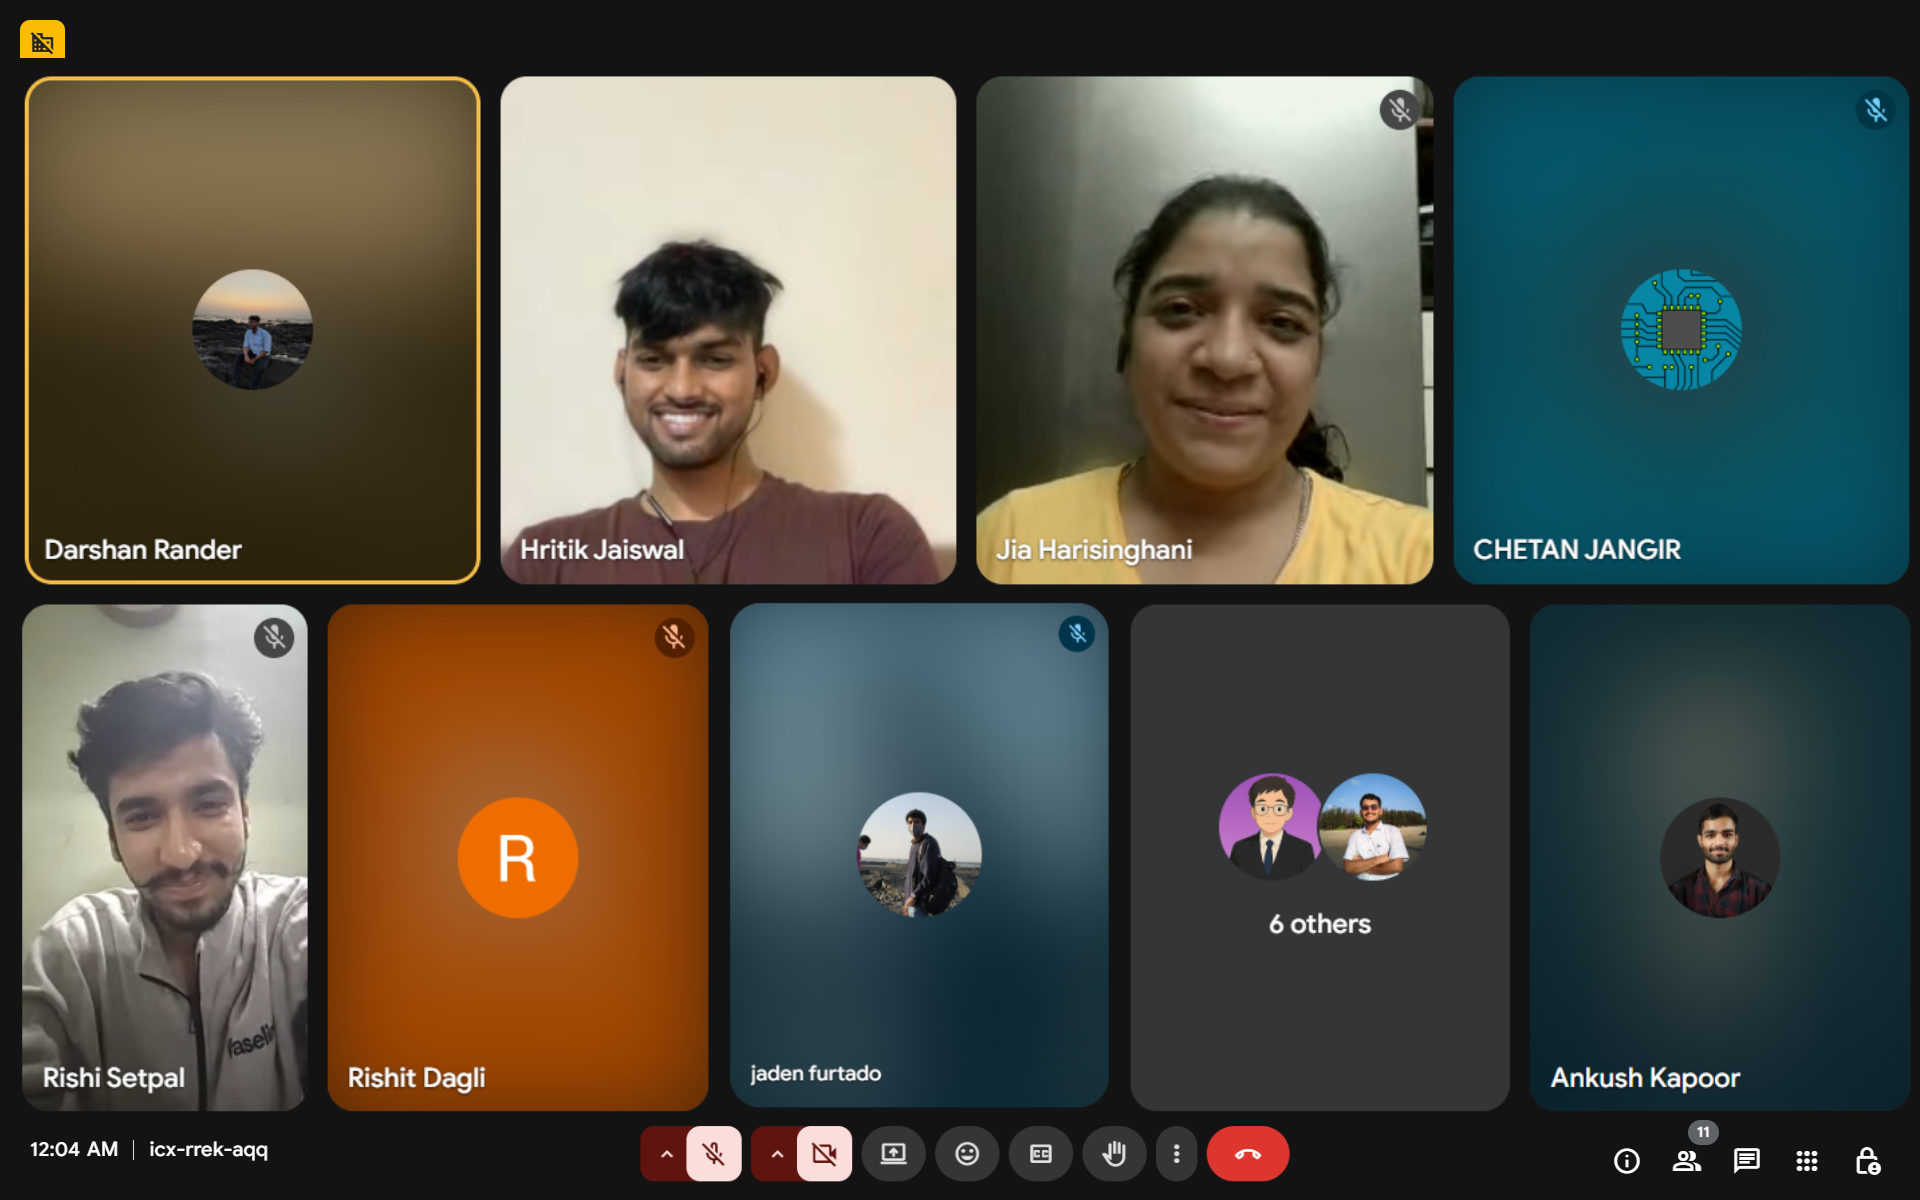 Darshan Rander
Hritik Jaiswal
Jia Harisinghani
CHETAN JANGIR
Rishi Setpal
R
Rishit Dagli
jaden furtado
6 others
Ankush Kapoor
12:04 AM | icx-rrek-aqq
CC
11